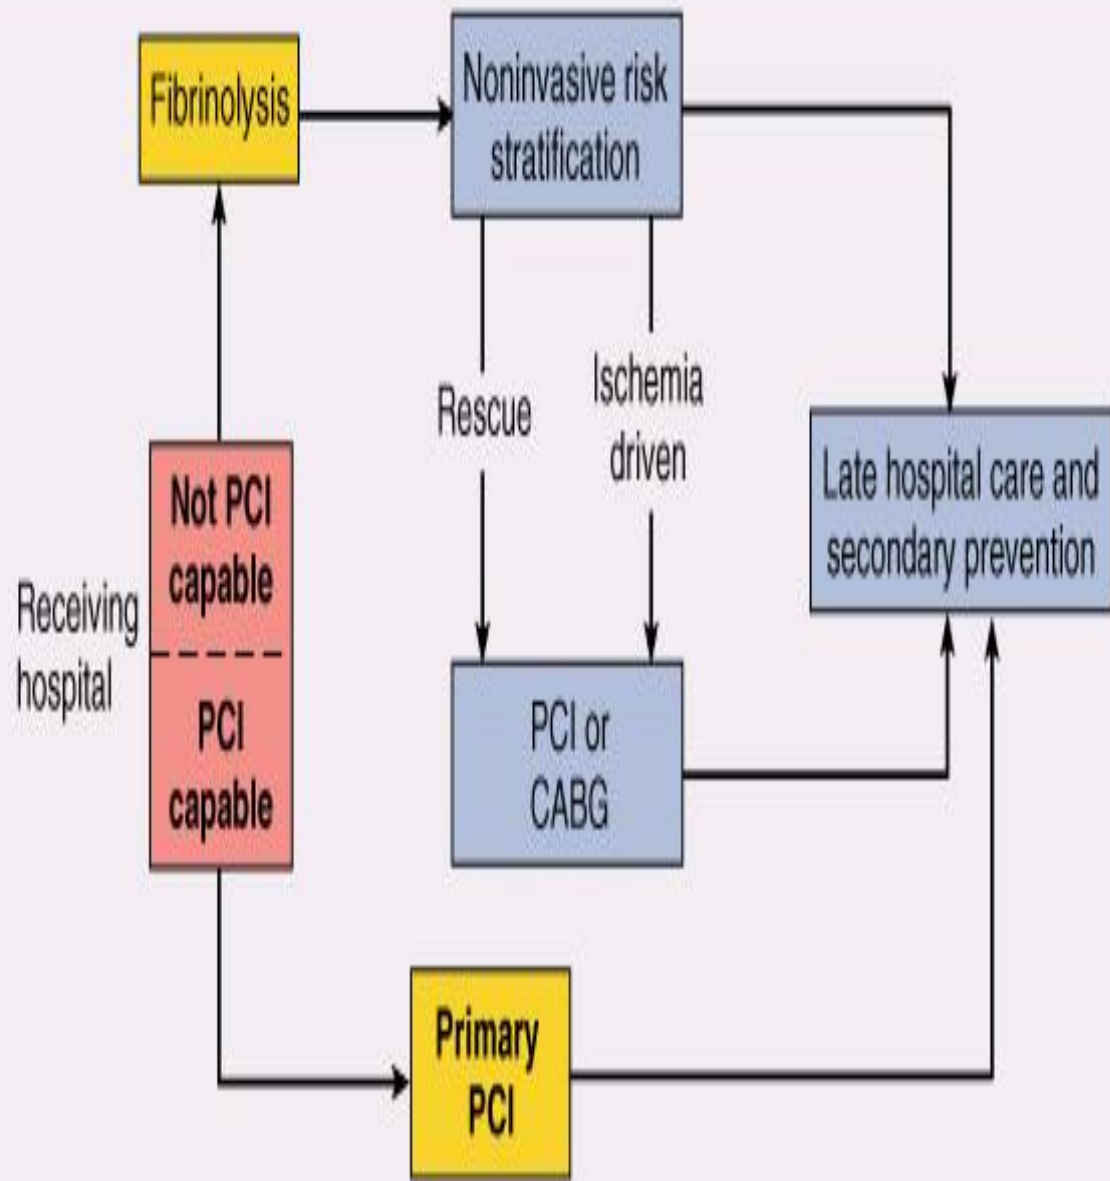 Fibrinolysis
Noninvasive risk
stratification
Rescue
Ischemia
driven
Late hospital care and
secondary prevention
Receiving
hospital
Not PCI
capable
PCI
capable
PCI or
CABG
Primary
PCI